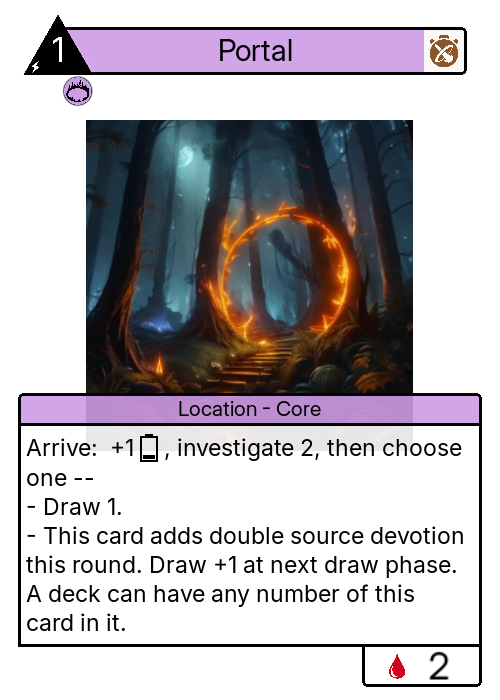 1
Portal
Location - Core
Arrive: +1 , investigate 2, then choose
one --
- Draw 1.
- This card adds double source devotion
this round. Draw +1 at next draw phase.
A deck can have any number of this
card in it.
2